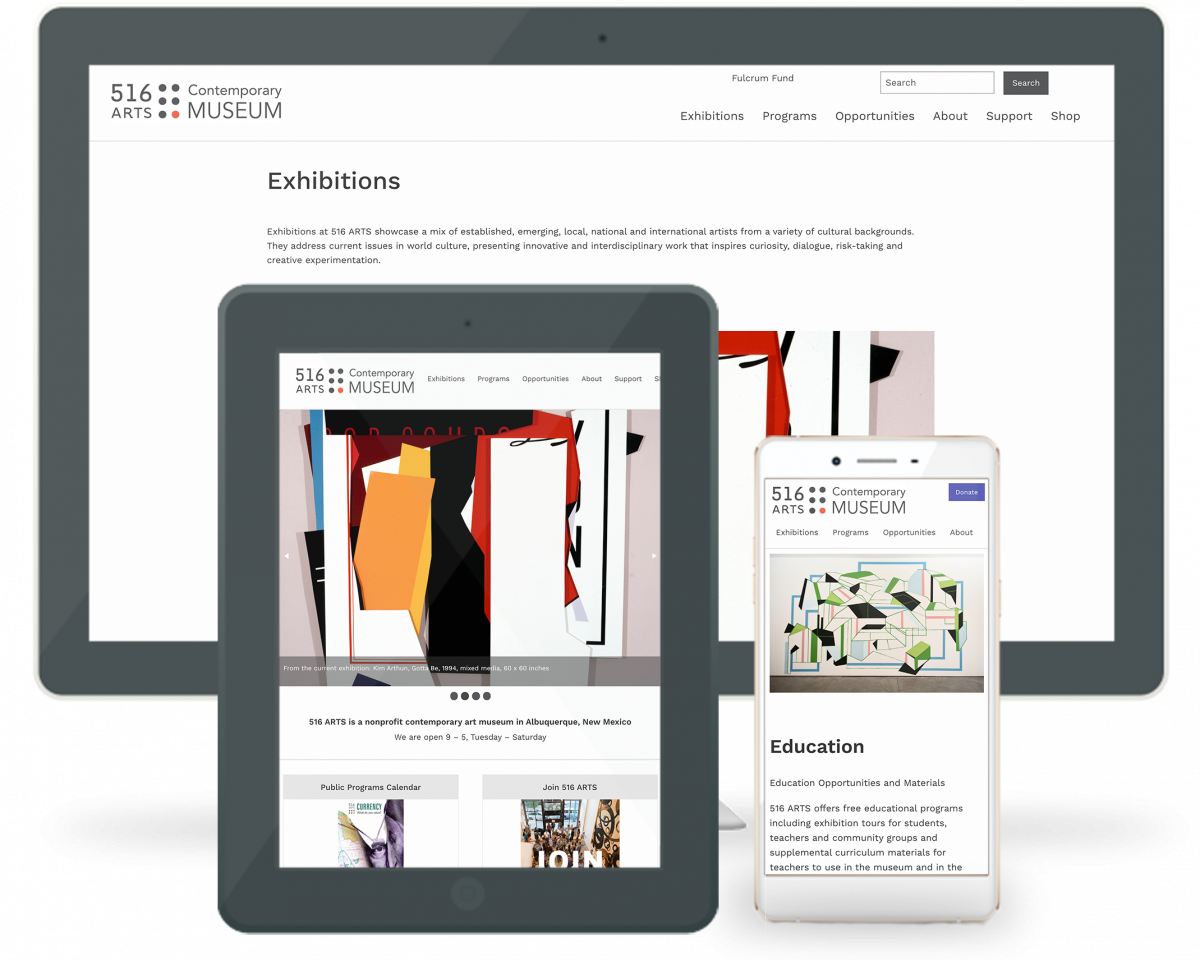 516 ARTS Contemporary MUSEUM
Fulcrum Fund
Search
Search
Exhibitions Programs Opportunities About Support Shop
Exhibitions
Exhibitions at 516 ARTS showcase a mix of established, emerging, local, national and international artists from a variety of cultural backgrounds.
They address current issues in world culture, presenting innovative and interdisciplinary work that inspires curiosity, dialogue, risk-taking and
creative experimentation.
516 ARTS Contemporary MUSEUM
Exhibitions Programs Opportunities About Support
From the current exhibition: Kim Arthun, Gotta Be, 1994, mixed media, 60 x 60 inches
516 ARTS is a nonprofit contemporary art museum in Albuquerque, New Mexico
We are open 9 – 5, Tuesday – Saturday
Public Programs Calendar
Join 516 ARTS
CURRENCY
JOIN
516 ARTS Contemporary MUSEUM
Donate
Exhibitions Programs Opportunities About
Education
Education Opportunities and Materials
516 ARTS offers free educational programs
including exhibition tours for students,
teachers and community groups and
supplemental curriculum materials for
teachers to use in the museum and in the